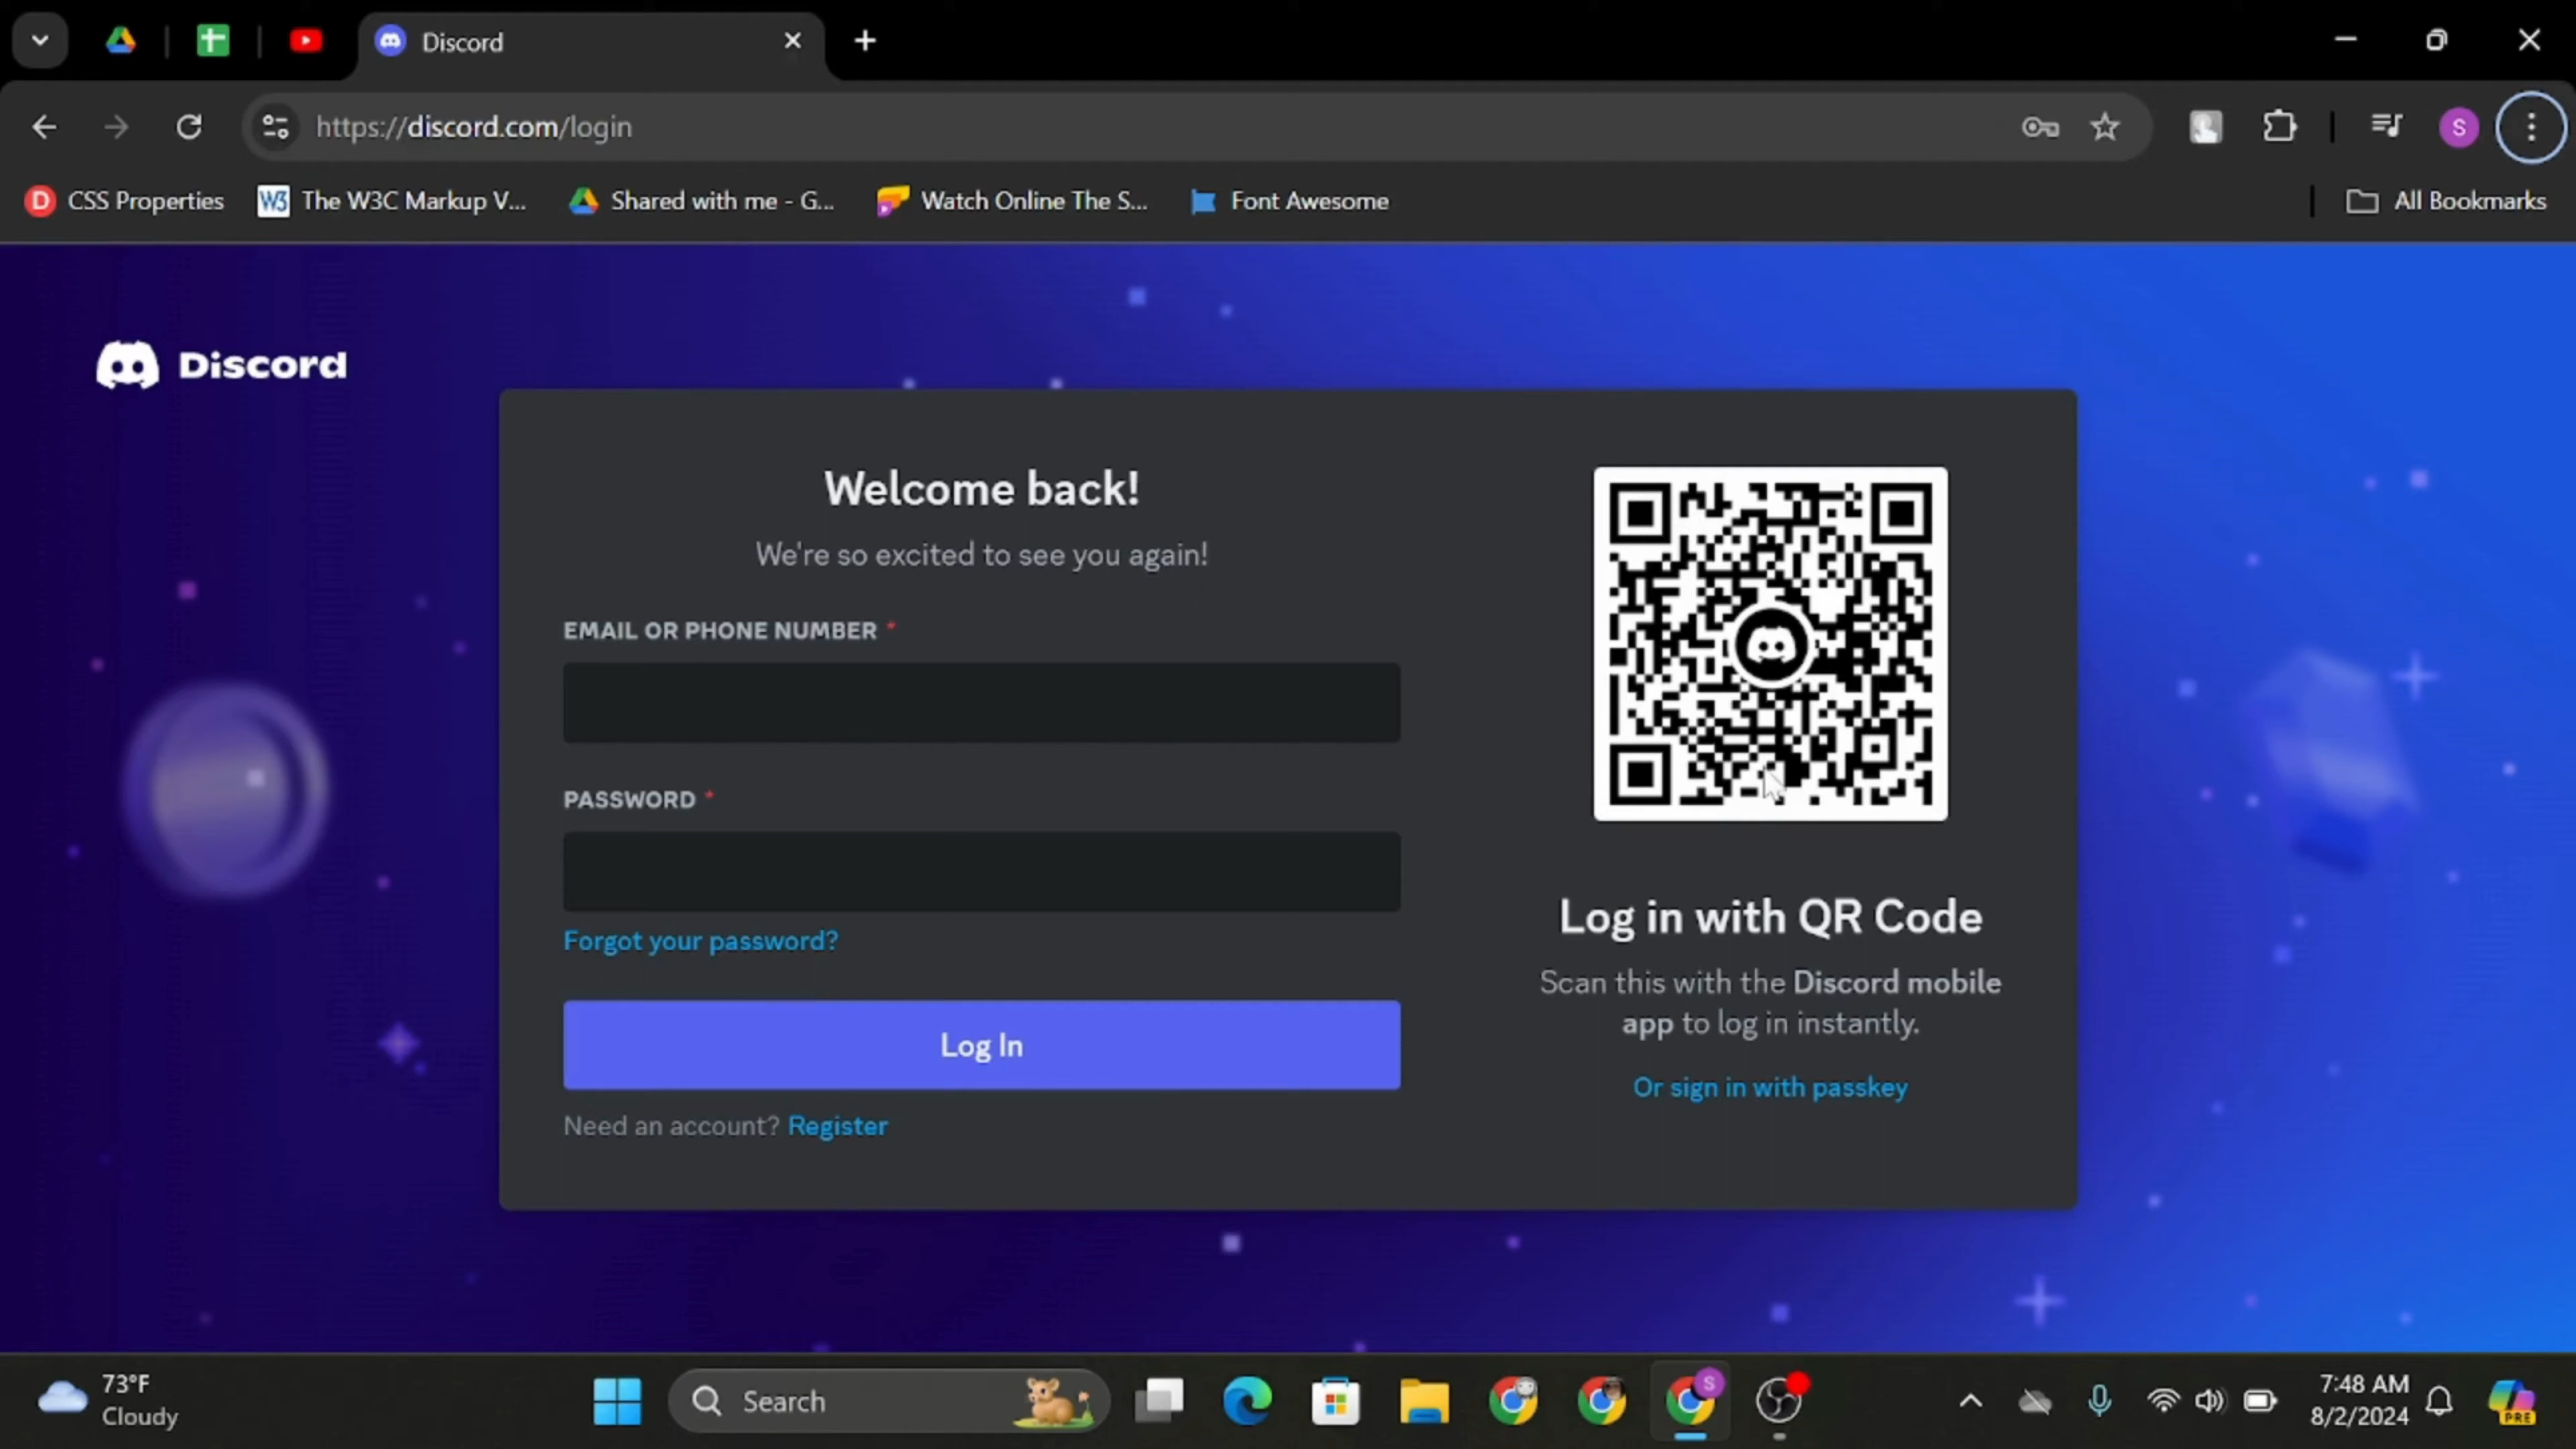 Discord
https://discord.com/login
S
CSS Properties
The W3C Markup V...
Shared with me - G...
Watch Online The S...
Font Awesome
All Bookmarks
Discord
Welcome back!
We're so excited to see you again!
EMAIL OR PHONE NUMBER *
PASSWORD *
Forgot your password?
Log In
Need an account? Register
Log in with QR Code
Scan this with the Discord mobile
app to log in instantly.
Or sign in with passkey
73°F
Cloudy
Search
S
7:48 AM
8/2/2024
PRE